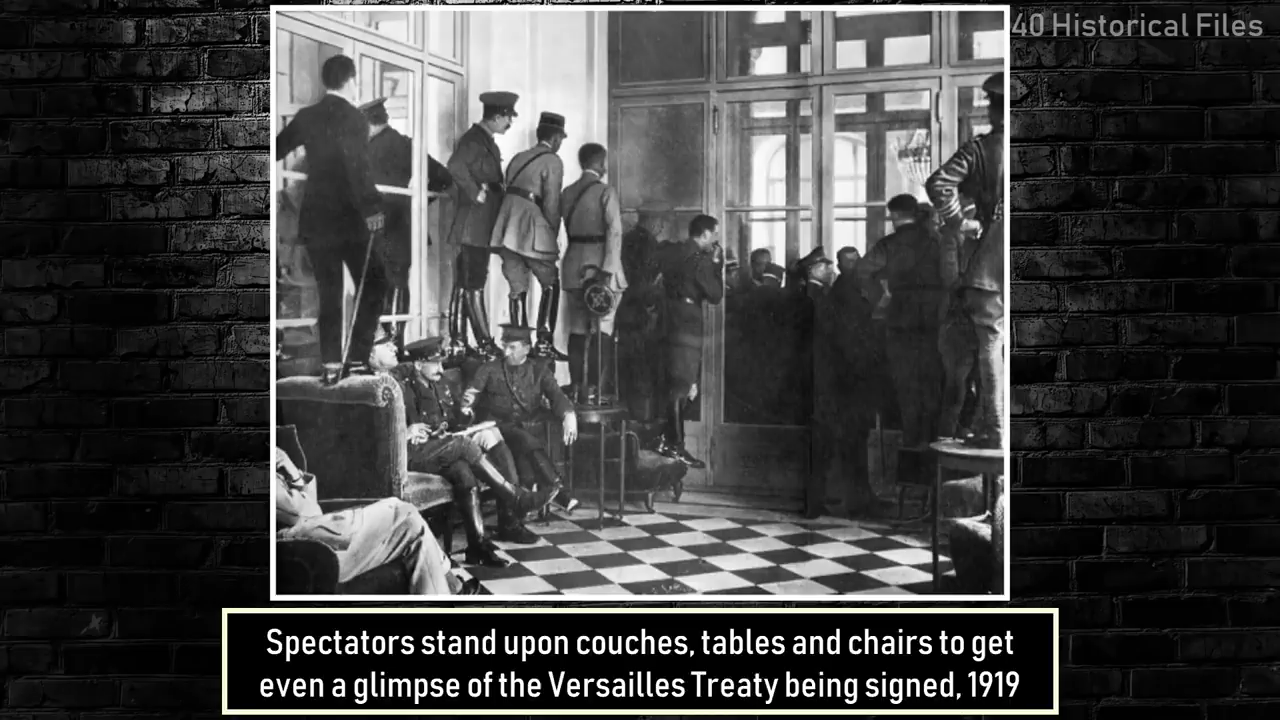 40 Historical Files
Spectators stand upon couches, tables and chairs to get
even a glimpse of the Versailles Treaty being signed, 1919